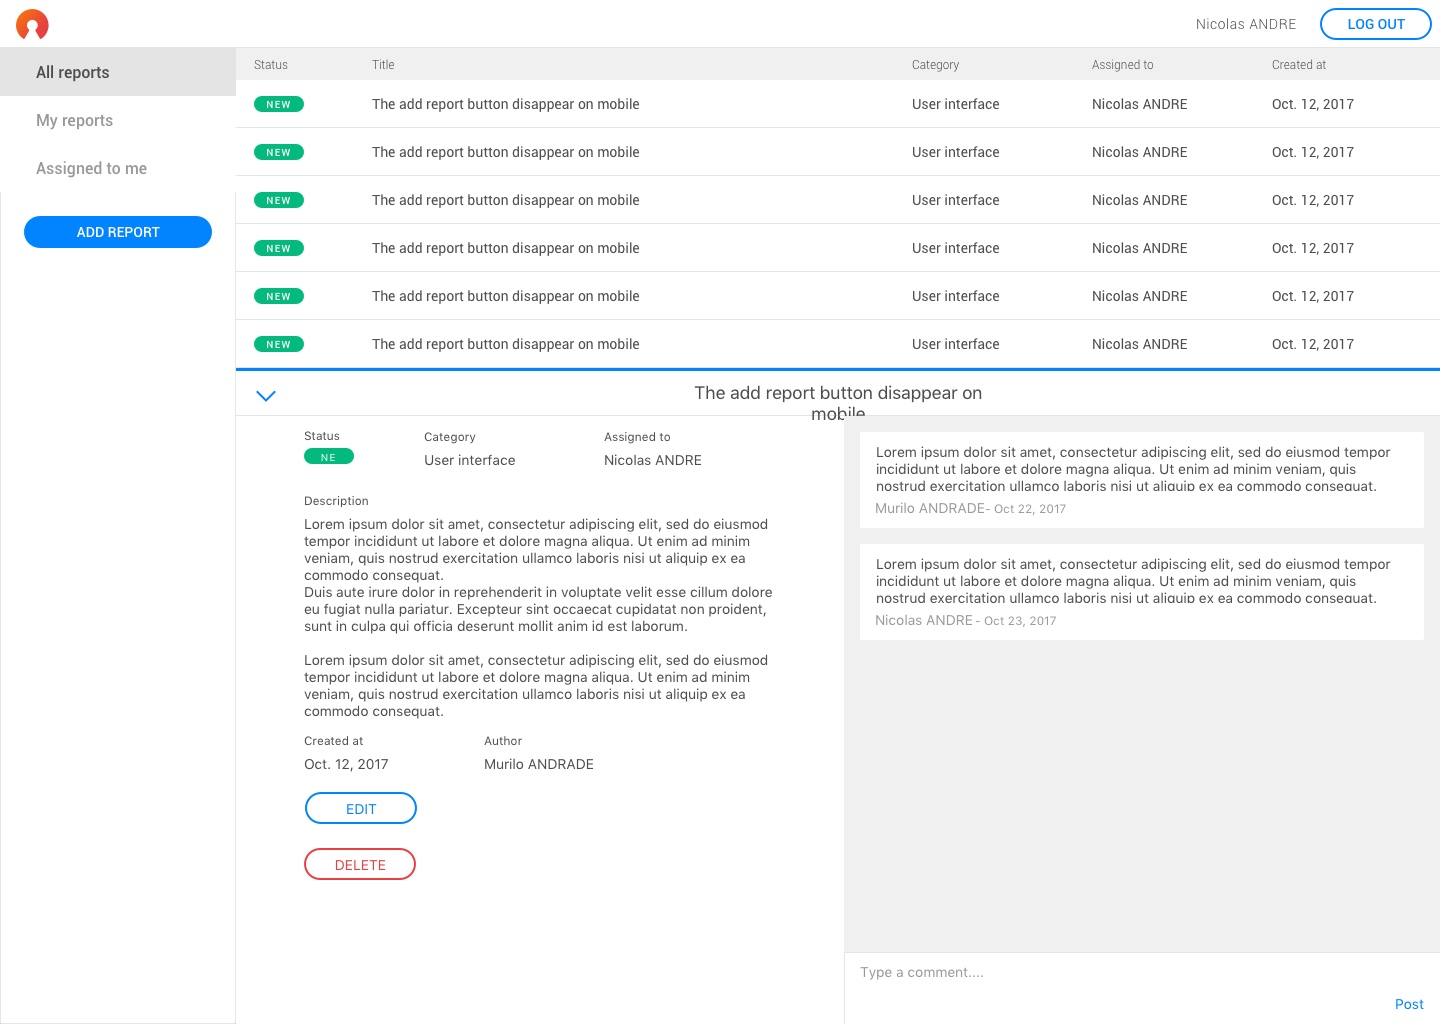 Nicolas ANDRE LOG OUT
All reports
My reports
Assigned to me
ADD REPORT
Status Title Category Assigned to Created at
NEW The add report button disappear on mobile User interface Nicolas ANDRE Oct. 12, 2017
NEW The add report button disappear on mobile User interface Nicolas ANDRE Oct. 12, 2017
NEW The add report button disappear on mobile User interface Nicolas ANDRE Oct. 12, 2017
NEW The add report button disappear on mobile User interface Nicolas ANDRE Oct. 12, 2017
NEW The add report button disappear on mobile User interface Nicolas ANDRE Oct. 12, 2017
NEW The add report button disappear on mobile User interface Nicolas ANDRE Oct. 12, 2017
The add report button disappear on
mobile
Status Category Assigned to
NE User interface Nicolas ANDRE
Description
Lorem ipsum dolor sit amet, consectetur adipiscing elit, sed do eiusmod
tempor incididunt ut labore et dolore magna aliqua. Ut enim ad minim
veniam, quis nostrud exercitation ullamco laboris nisi ut aliquip ex ea
commodo consequat.
Duis aute irure dolor in reprehenderit in voluptate velit esse cillum dolore
eu fugiat nulla pariatur. Excepteur sint occaecat cupidatat non proident,
sunt in culpa qui officia deserunt mollit anim id est laborum.
Lorem ipsum dolor sit amet, consectetur adipiscing elit, sed do eiusmod
tempor incididunt ut labore et dolore magna aliqua. Ut enim ad minim
veniam, quis nostrud exercitation ullamco laboris nisi ut aliquip ex ea
commodo consequat.
Created at Author
Oct. 12, 2017 Murilo ANDRADE
EDIT
DELETE
Lorem ipsum dolor sit amet, consectetur adipiscing elit, sed do eiusmod tempor
incididunt ut labore et dolore magna aliqua. Ut enim ad minim veniam, quis
nostrud exercitation ullamco laboris nisi ut aliquip ex ea commodo consequat.
Murilo ANDRADE- Oct 22, 2017
Lorem ipsum dolor sit amet, consectetur adipiscing elit, sed do eiusmod tempor
incididunt ut labore et dolore magna aliqua. Ut enim ad minim veniam, quis
nostrud exercitation ullamco laboris nisi ut aliquip ex ea commodo consequat.
Nicolas ANDRE - Oct 23, 2017
Type a comment....
Post